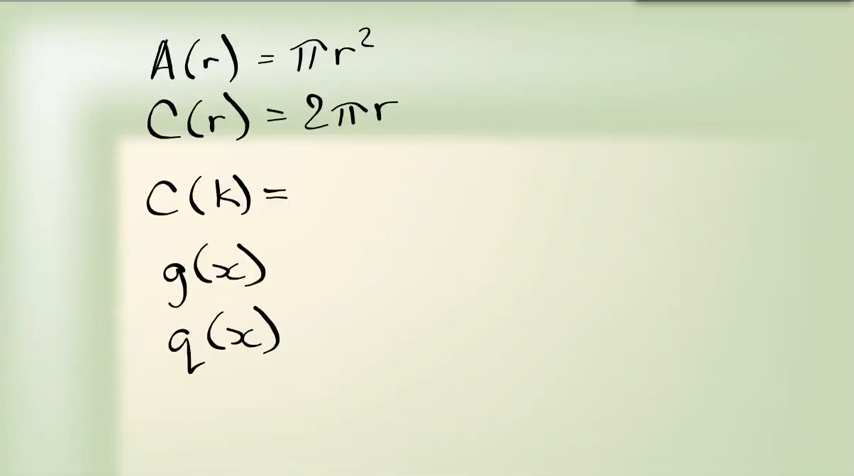 A(r) = πr²
C(r) = 2πr
C(k) =
g(x)
q(x)